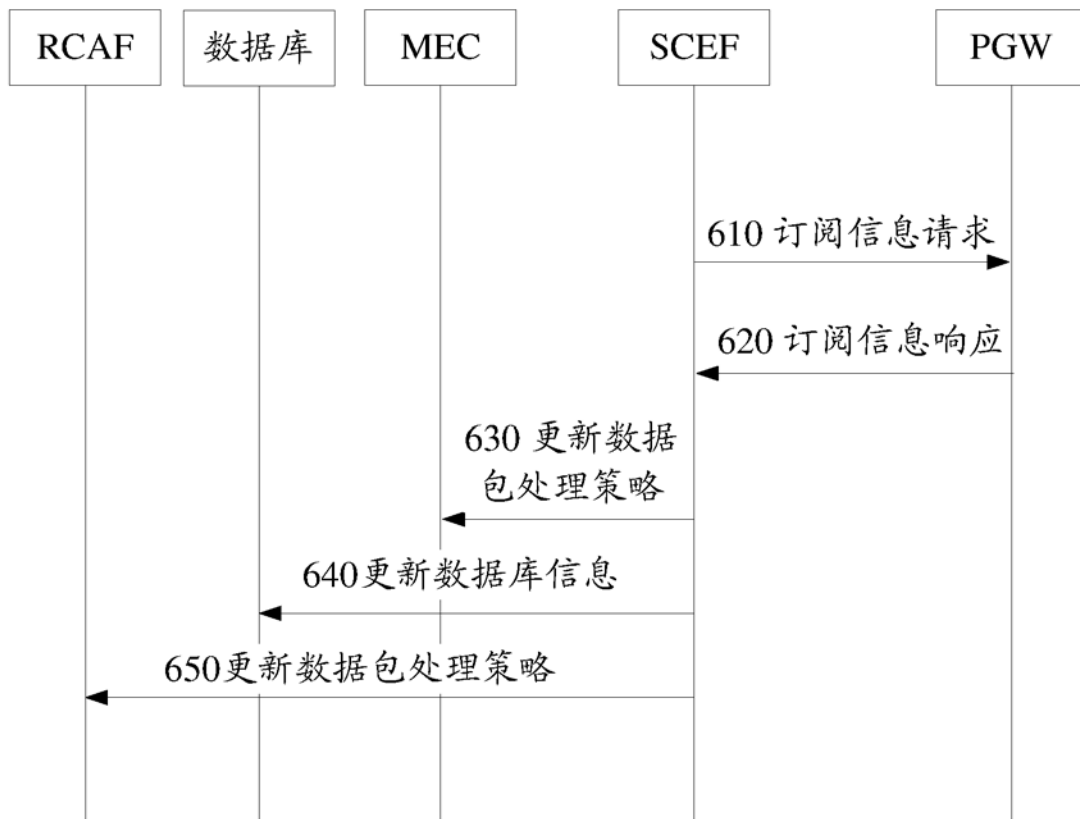 RCAF
数据库
MEC
SCEF
PGW
610 订阅信息请求
620 订阅信息响应
630 更新数据
包处理策略
640更新数据库信息
650更新数据包处理策略